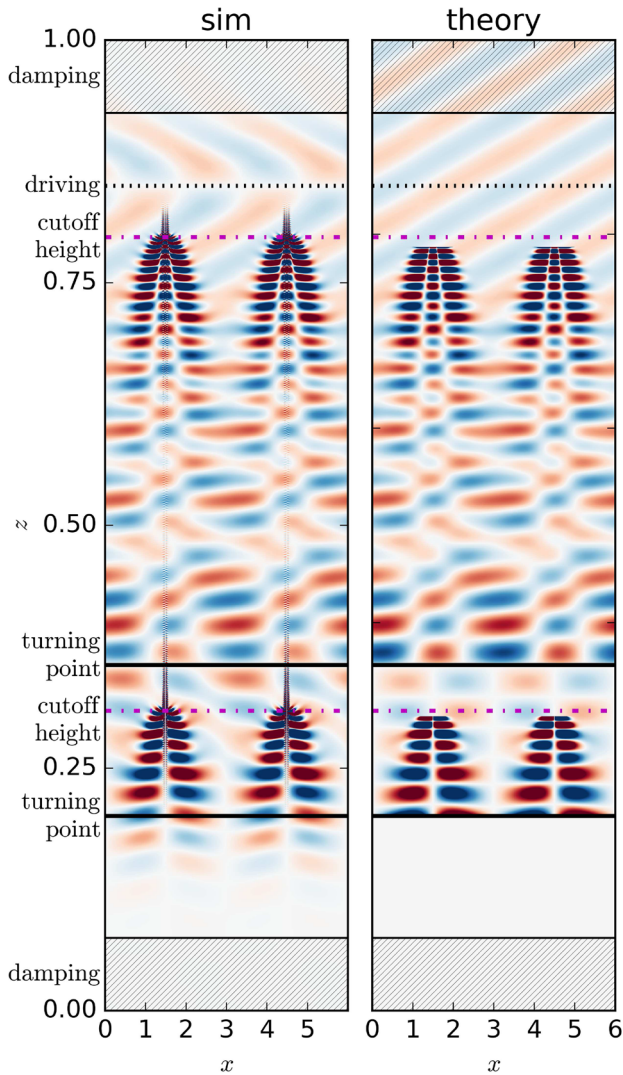 sim theory
1.00
damping
driving
cutoff
height
0.75
z 0.50
turning
point
cutoff
height
0.25
turning
point
damping
0.00
0 1 2 3 4 5 0 1 2 3 4 5 6
x x